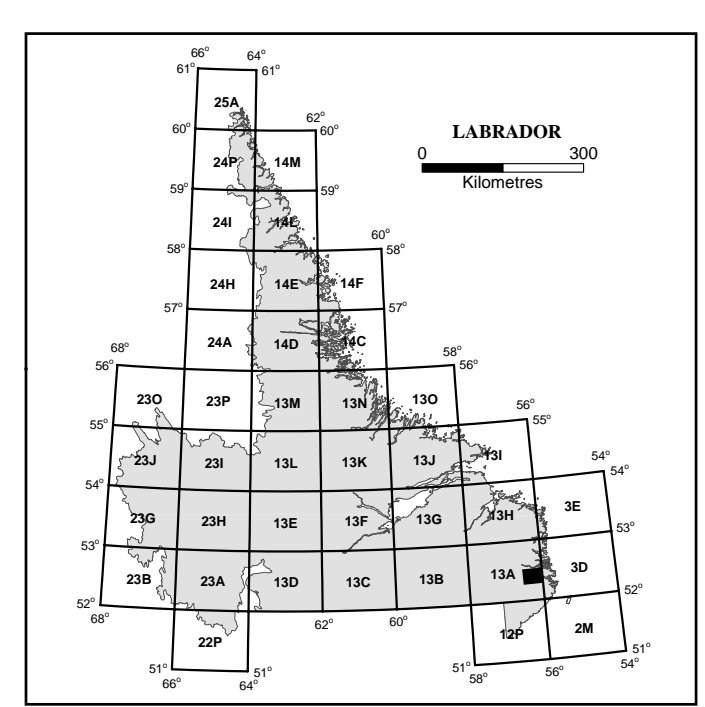 66° 64°
61° 61°
25A
62°
60° 60°
LABRADOR
0 300
Kilometres
24P 14M
59° 59°
24I 14L
60°
58° 58°
24H 14E 14F
57° 57°
24A 14D 14C
68° 58°
56° 56°
23O 23P 13M 13N 13O
56°
55° 55°
23J 23I 13L 13K 13J 13I
54°
54° 54°
23G 23H 13E 13F 13G 13H 3E
53° 53°
23B 23A 13D 13C 13B 13A 3D
52° 52°
68° 62° 60°
22P 12P 2M
51° 51° 51° 51°
66° 64° 58° 56° 54°